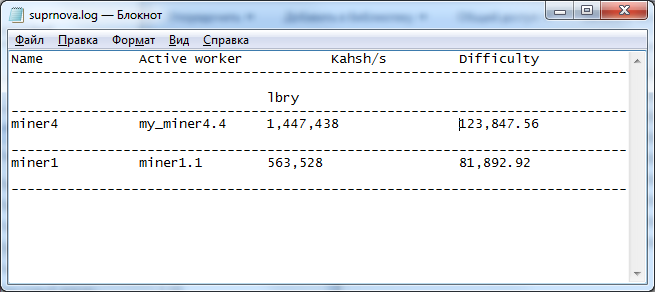 suprnova.log — Блокнот
Файл Правка Формат Вид Справка
Name Active worker Kahsh/s Difficulty
--------------------------------------------------------------------------------
lbry
--------------------------------------------------------------------------------
miner4 my_miner4.4 1,447,438 123,847.56
--------------------------------------------------------------------------------
miner1 miner1.1 563,528 81,892.92
--------------------------------------------------------------------------------